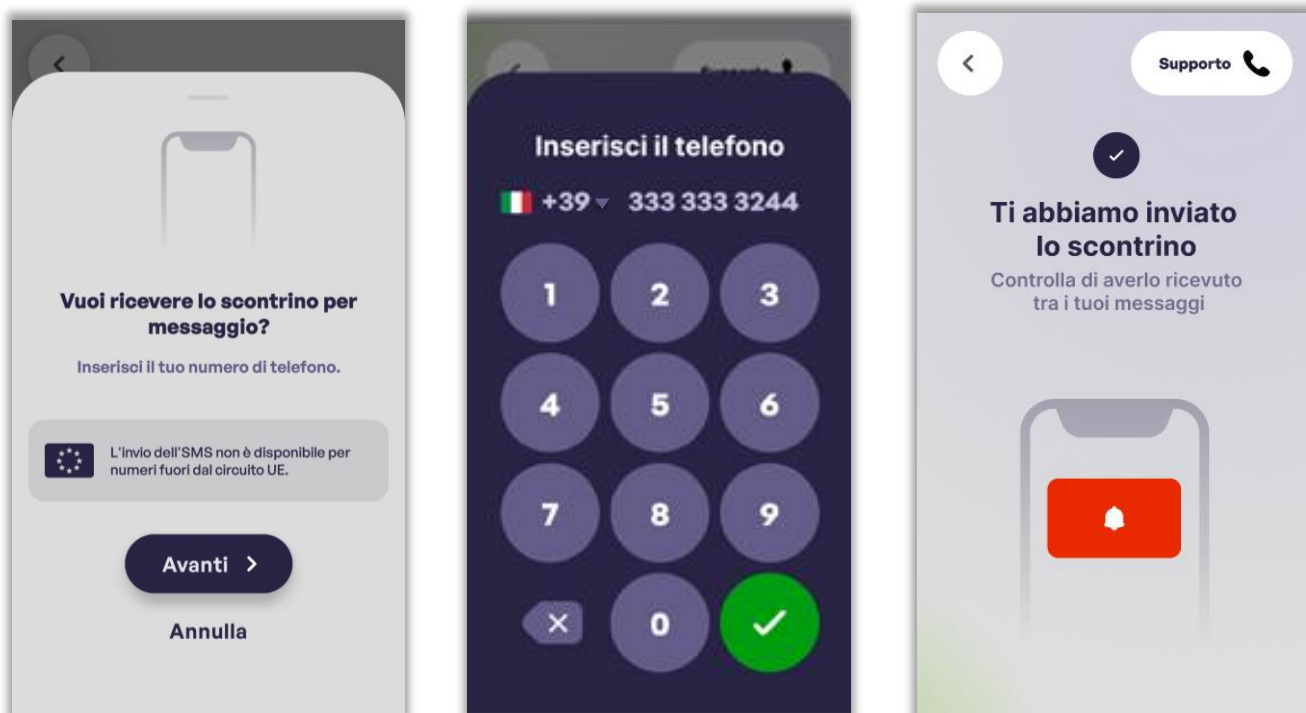 Vuoi ricevere lo scontrino per
messaggio?
Inserisci il tuo numero di telefono.
L'invio dell'SMS non è disponibile per
numeri fuori dal circuito UE.
Avanti
Annulla
Supporto
Inserisci il telefono
+39 333 333 3244
1 2 3
4 5 6
7 8 9
0
Supporto
Ti abbiamo inviato
lo scontrino
Controlla di averlo ricevuto
tra i tuoi messaggi